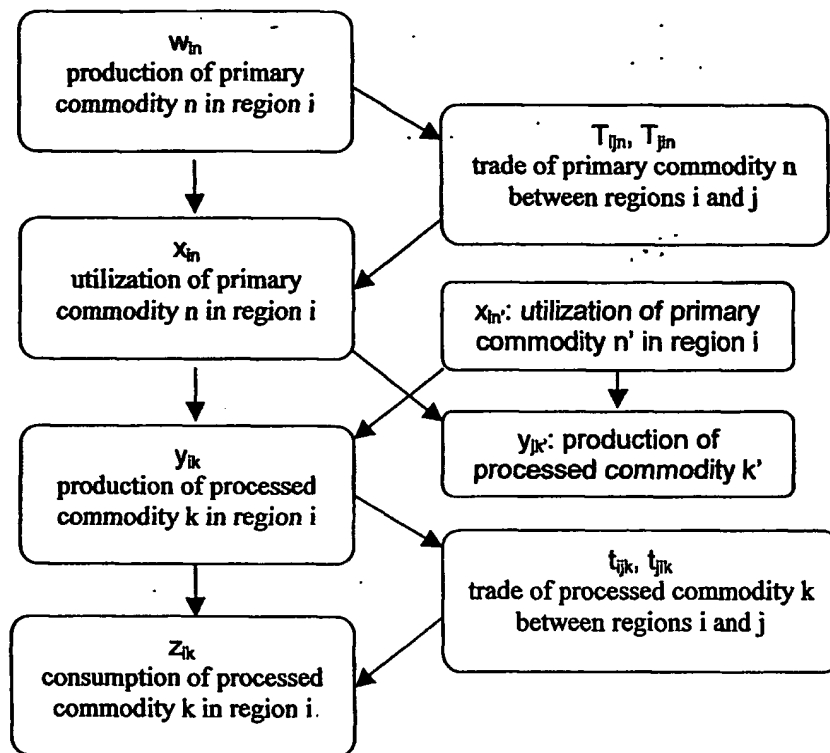 w_in
production of primary
commodity n in region i
T_ijn, T_jin
trade of primary commodity n
between regions i and j
x_in
utilization of primary
commodity n in region i
x_in': utilization of primary
commodity n' in region i
y_ik
production of processed
commodity k in region i
y_jk': production of
processed commodity k'
t_ijk, t_jik
trade of processed commodity k
between regions i and j
z_ik
consumption of processed
commodity k in region i.